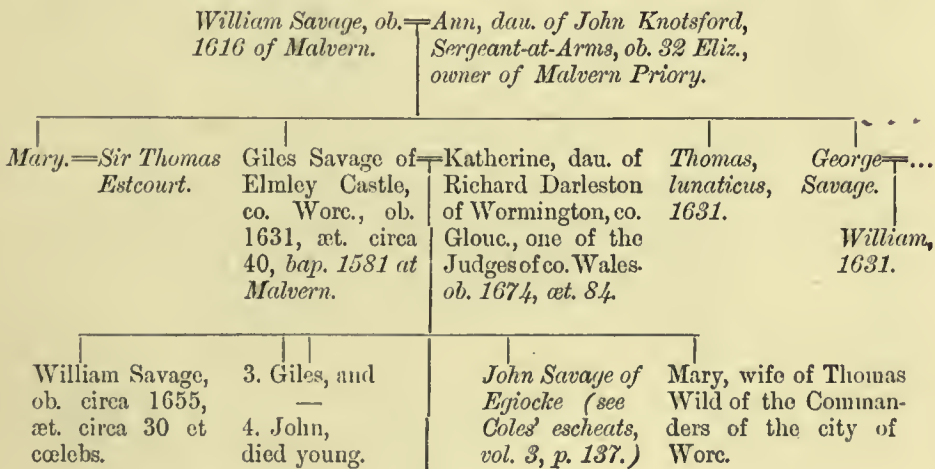 William Savage, ob.
1616 of Malvern.
Ann, dau. of John Knotsford,
Sergeant-at-Arms, ob. 32 Eliz.,
owner of Malvern Priory.
Mary.
Sir Thomas
Estcourt.
Giles Savage of
Elmley Castle,
co. Worc., ob.
1631, æt. circa
40, bap. 1581 at
Malvern.
Katherine, dau. of
Richard Darleston
of Wormington, co.
Glouc., one of the
Judges of co. Wales.
ob. 1674, æt. 84.
Thomas,
lunaticus,
1631.
George
Savage.
...
William,
1631.
William Savage,
ob. circa 1655,
æt. circa 30 et
cœlebs.
3. Giles, and
—
4. John,
died young.
John Savage of
Egiocke (see
Coles' escheats,
vol. 3, p. 137.)
Mary, wife of Thomas
Wild of the Comman-
ders of the city of
Worc.